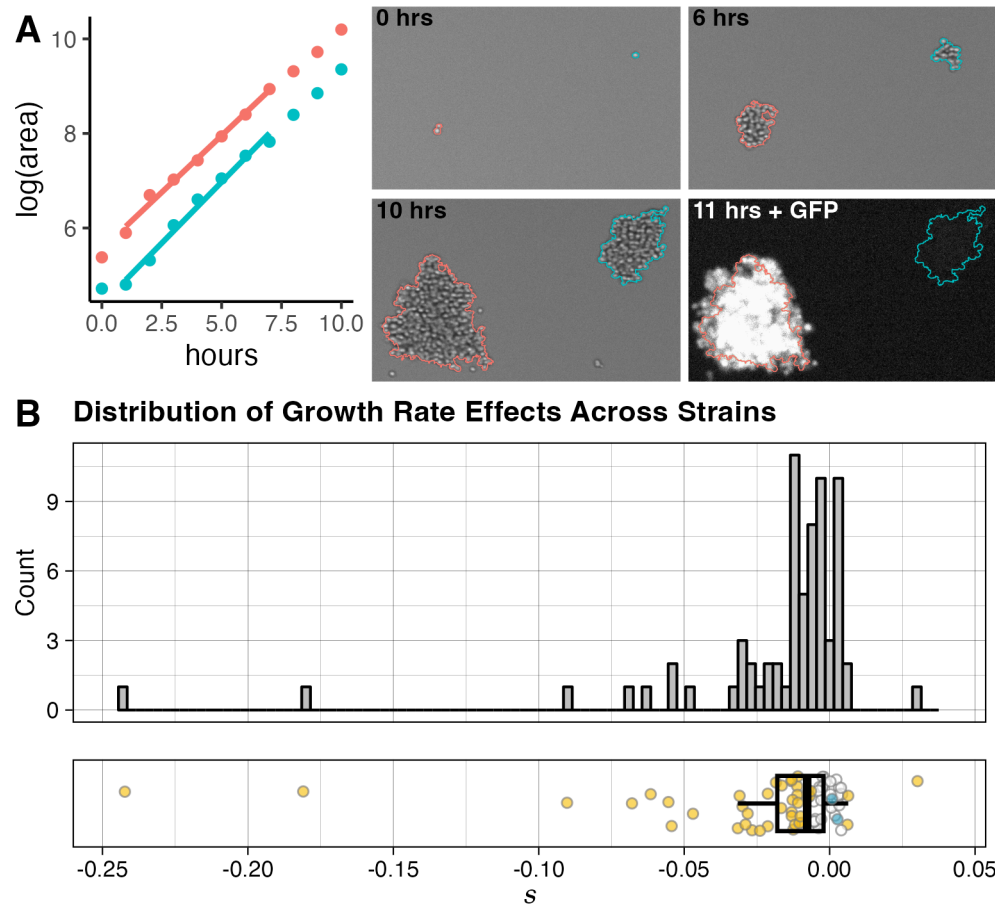 A
log(area)
10
8
6
0.0 2.5 5.0 7.5 10.0
hours
0 hrs
6 hrs
10 hrs
11 hrs + GFP
B Distribution of Growth Rate Effects Across Strains
Count
9
6
3
0
-0.25 -0.20 -0.15 -0.10 -0.05 0.00 0.05
s